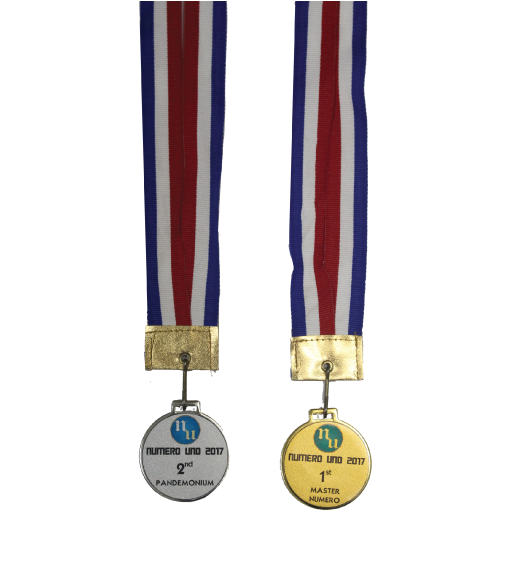 nu
NUMERO UNO 2017
2nd
PANDEMONIUM
nu
NUMERO UNO 2017
1st
MASTER
NUMERO